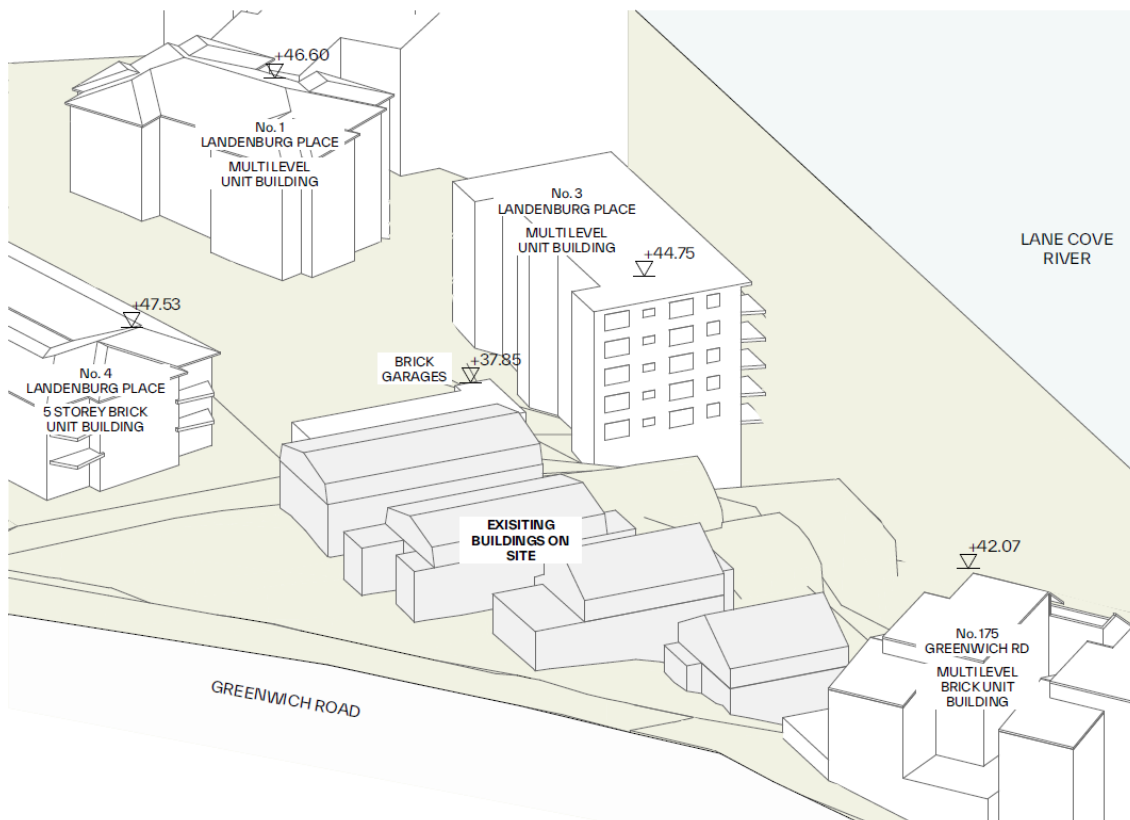 +46.60
No. 1
LANDENBURG PLACE
MULTI LEVEL
UNIT BUILDING
No. 3
LANDENBURG PLACE
MULTI LEVEL
UNIT BUILDING
+44.75
LANE COVE
RIVER
+47.53
No. 4
LANDENBURG PLACE
5 STOREY BRICK
UNIT BUILDING
BRICK
GARAGES
+37.85
EXISITING
BUILDINGS ON
SITE
+42.07
No.175
GREENWICH RD
MULTI LEVEL
BRICK UNIT
BUILDING
GREENWICH ROAD